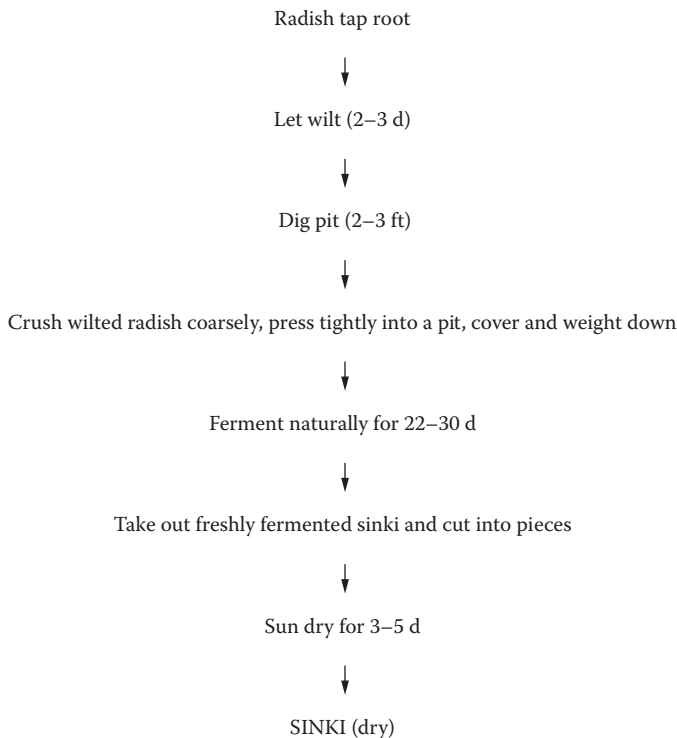 Radish tap root
Let wilt (2–3 d)
Dig pit (2–3 ft)
Crush wilted radish coarsely, press tightly into a pit, cover and weight down
Ferment naturally for 22–30 d
Take out freshly fermented sinki and cut into pieces
Sun dry for 3–5 d
SINKI (dry)